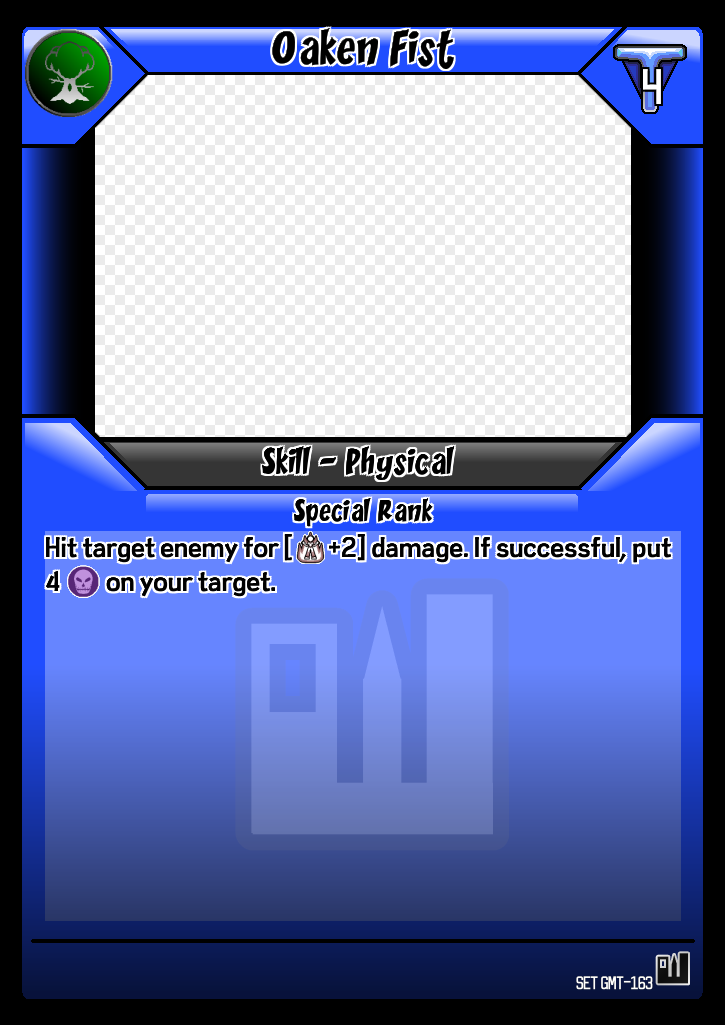 Oaken Fist
4
Skill - Physical
Special Rank
Hit target enemy for [ +2] damage. If successful, put
4 on your target.
SET GMT-163